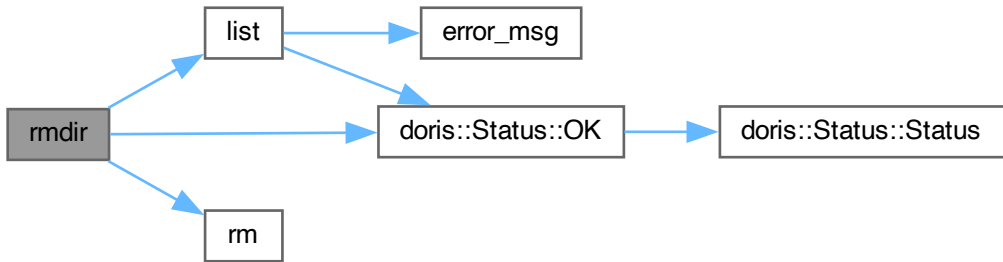 list
error_msg
rmdir
doris::Status::OK
doris::Status::Status
rm